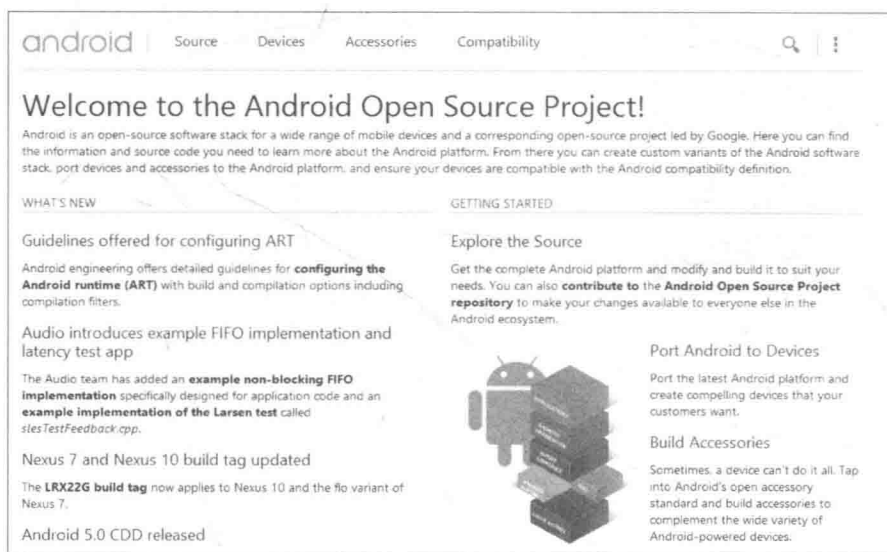 android
Source Devices Accessories Compatibility
Welcome to the Android Open Source Project!
Android is an open-source software stack for a wide range of mobile devices and a corresponding open-source project led by Google. Here you can find
the information and source code you need to learn more about the Android platform. From there you can create custom variants of the Android software
stack, port devices and accessories to the Android platform, and ensure your devices are compatible with the Android compatibility definition.
WHAT'S NEW
Guidelines offered for configuring ART
Android engineering offers detailed guidelines for configuring the
Android runtime (ART) with build and compilation options including
compilation filters.
Audio introduces example FIFO implementation and
latency test app
The Audio team has added an example non-blocking FIFO
implementation specifically designed for application code and an
example implementation of the Larsen test called
slesTestFeedback.cpp.
Nexus 7 and Nexus 10 build tag updated
The LRX22G build tag now applies to Nexus 10 and the flo variant of
Nexus 7.
Android 5.0 CDD released
GETTING STARTED
Explore the Source
Get the complete Android platform and modify and build it to suit your
needs. You can also contribute to the Android Open Source Project
repository to make your changes available to everyone else in the
Android ecosystem.
Port Android to Devices
Port the latest Android platform and
create compelling devices that your
customers want.
Build Accessories
Sometimes, a device can't do it all. Tap
into Android's open accessory
standard and build accessories to
complement the wide variety of
Android-powered devices.